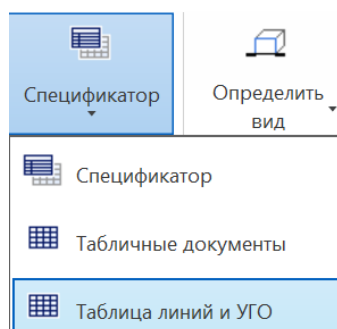 Спецификатор
Определить
вид
Спецификатор
Табличные документы
Таблица линий и УГО